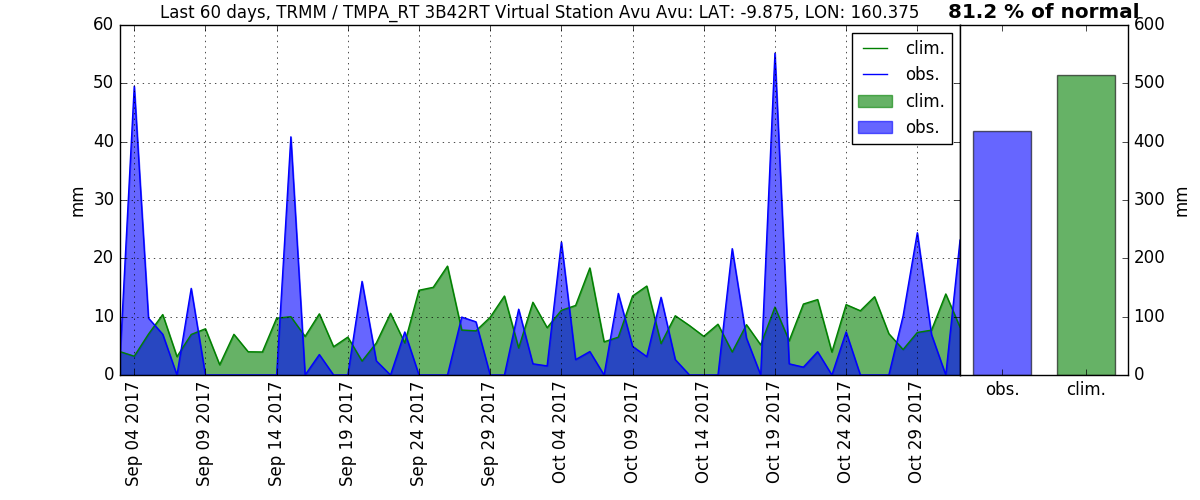 Last 60 days, TRMM / TMPA_RT 3B42RT Virtual Station Avu Avu: LAT: -9.875, LON: 160.375
81.2 % of normal
60
50
40
30
20
10
0
mm
clim.
obs.
clim.
obs.
Sep 04 2017
Sep 09 2017
Sep 14 2017
Sep 19 2017
Sep 24 2017
Sep 29 2017
Oct 04 2017
Oct 09 2017
Oct 14 2017
Oct 19 2017
Oct 24 2017
Oct 29 2017
600
500
400
300
200
100
0
mm
obs.
clim.